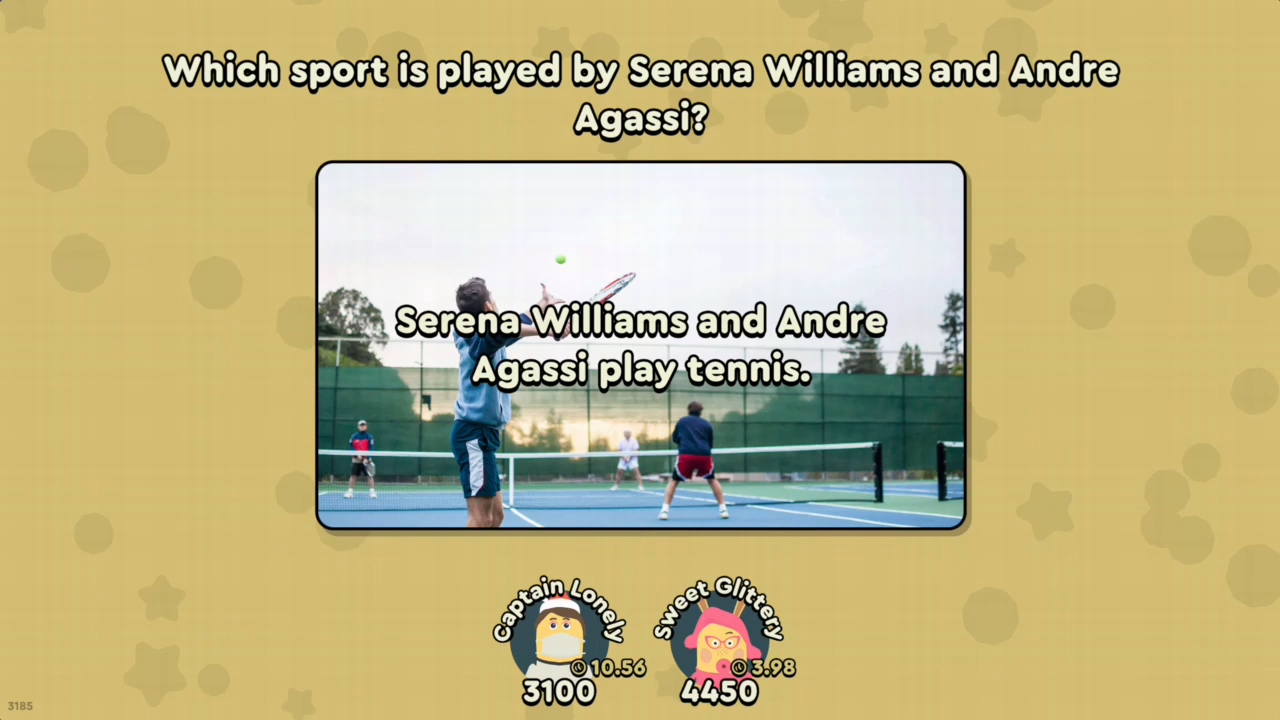 Which sport is played by Serena Williams and Andre
Agassi?
Serena Williams and Andre
Agassi play tennis.
Captain Lonely
10.56
3100
Sweet Glittery
3.98
4450
3185